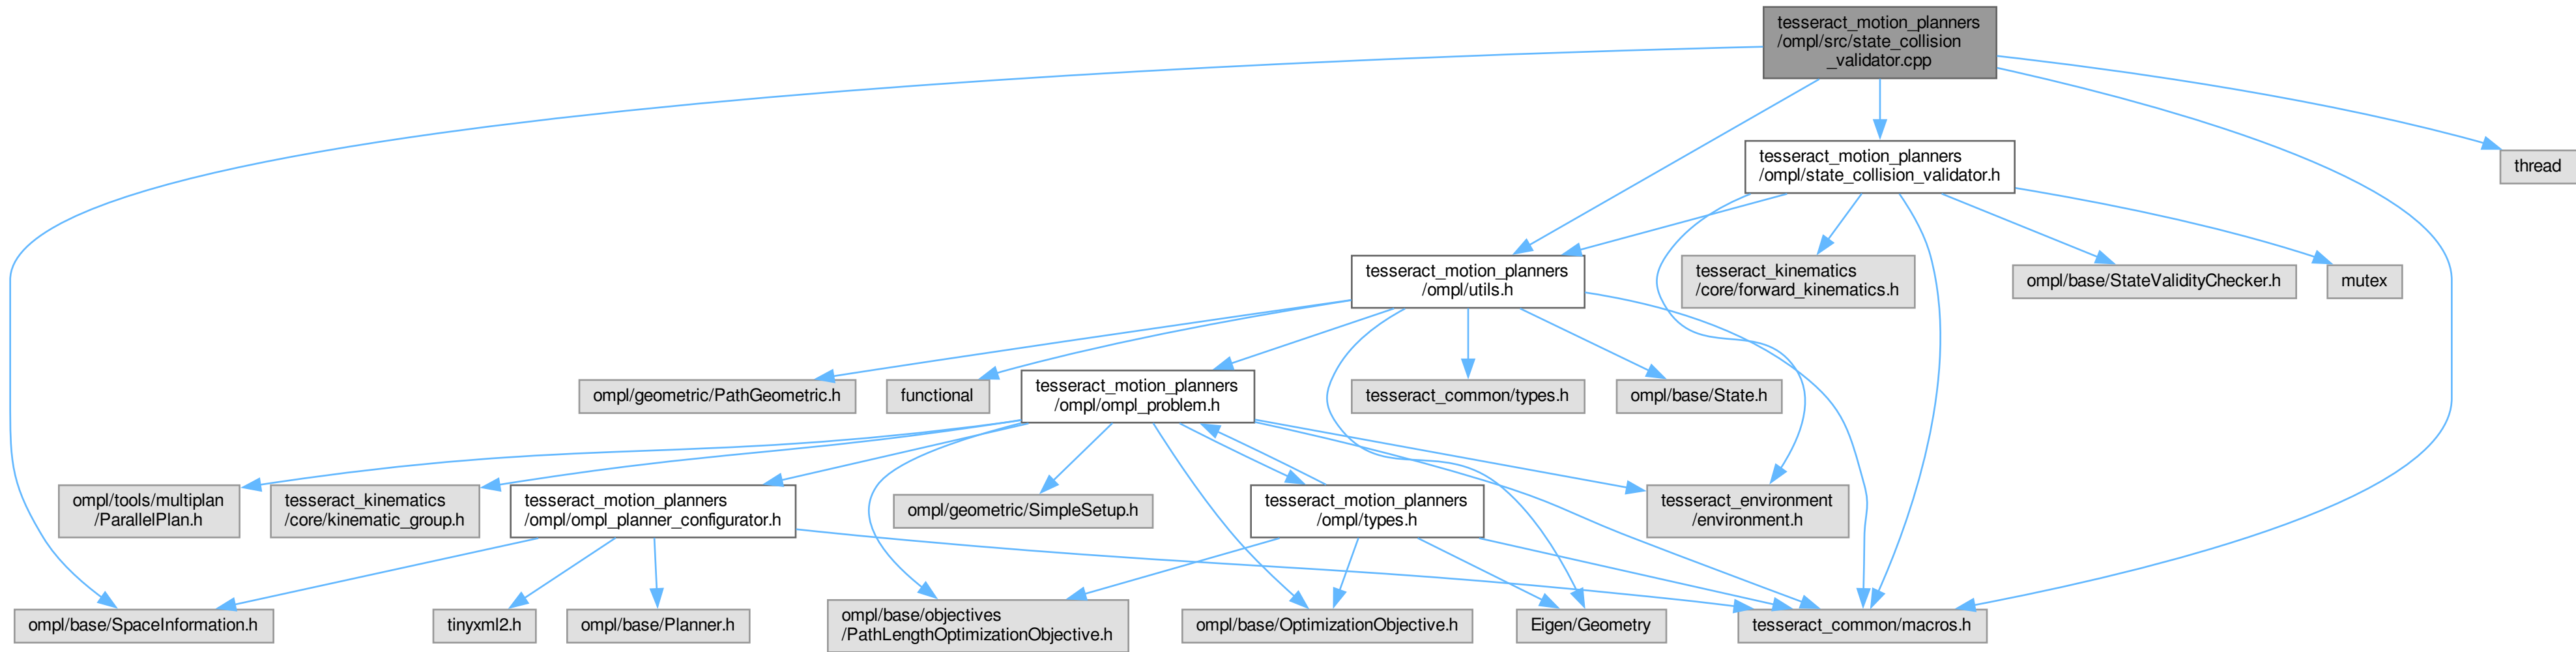 tesseract_motion_planners
/ompl/src/state_collision
_validator.cpp
tesseract_motion_planners
/ompl/state_collision_validator.h
thread
tesseract_motion_planners
/ompl/utils.h
tesseract_kinematics
/core/forward_kinematics.h
ompl/base/StateValidityChecker.h
mutex
ompl/geometric/PathGeometric.h
functional
tesseract_motion_planners
/ompl/ompl_problem.h
tesseract_common/types.h
ompl/base/State.h
ompl/tools/multiplan
/ParallelPlan.h
tesseract_kinematics
/core/kinematic_group.h
tesseract_motion_planners
/ompl/ompl_planner_configurator.h
ompl/geometric/SimpleSetup.h
tesseract_motion_planners
/ompl/types.h
tesseract_environment
/environment.h
ompl/base/SpaceInformation.h
tinyxml2.h
ompl/base/Planner.h
ompl/base/objectives
/PathLengthOptimizationObjective.h
ompl/base/OptimizationObjective.h
Eigen/Geometry
tesseract_common/macros.h